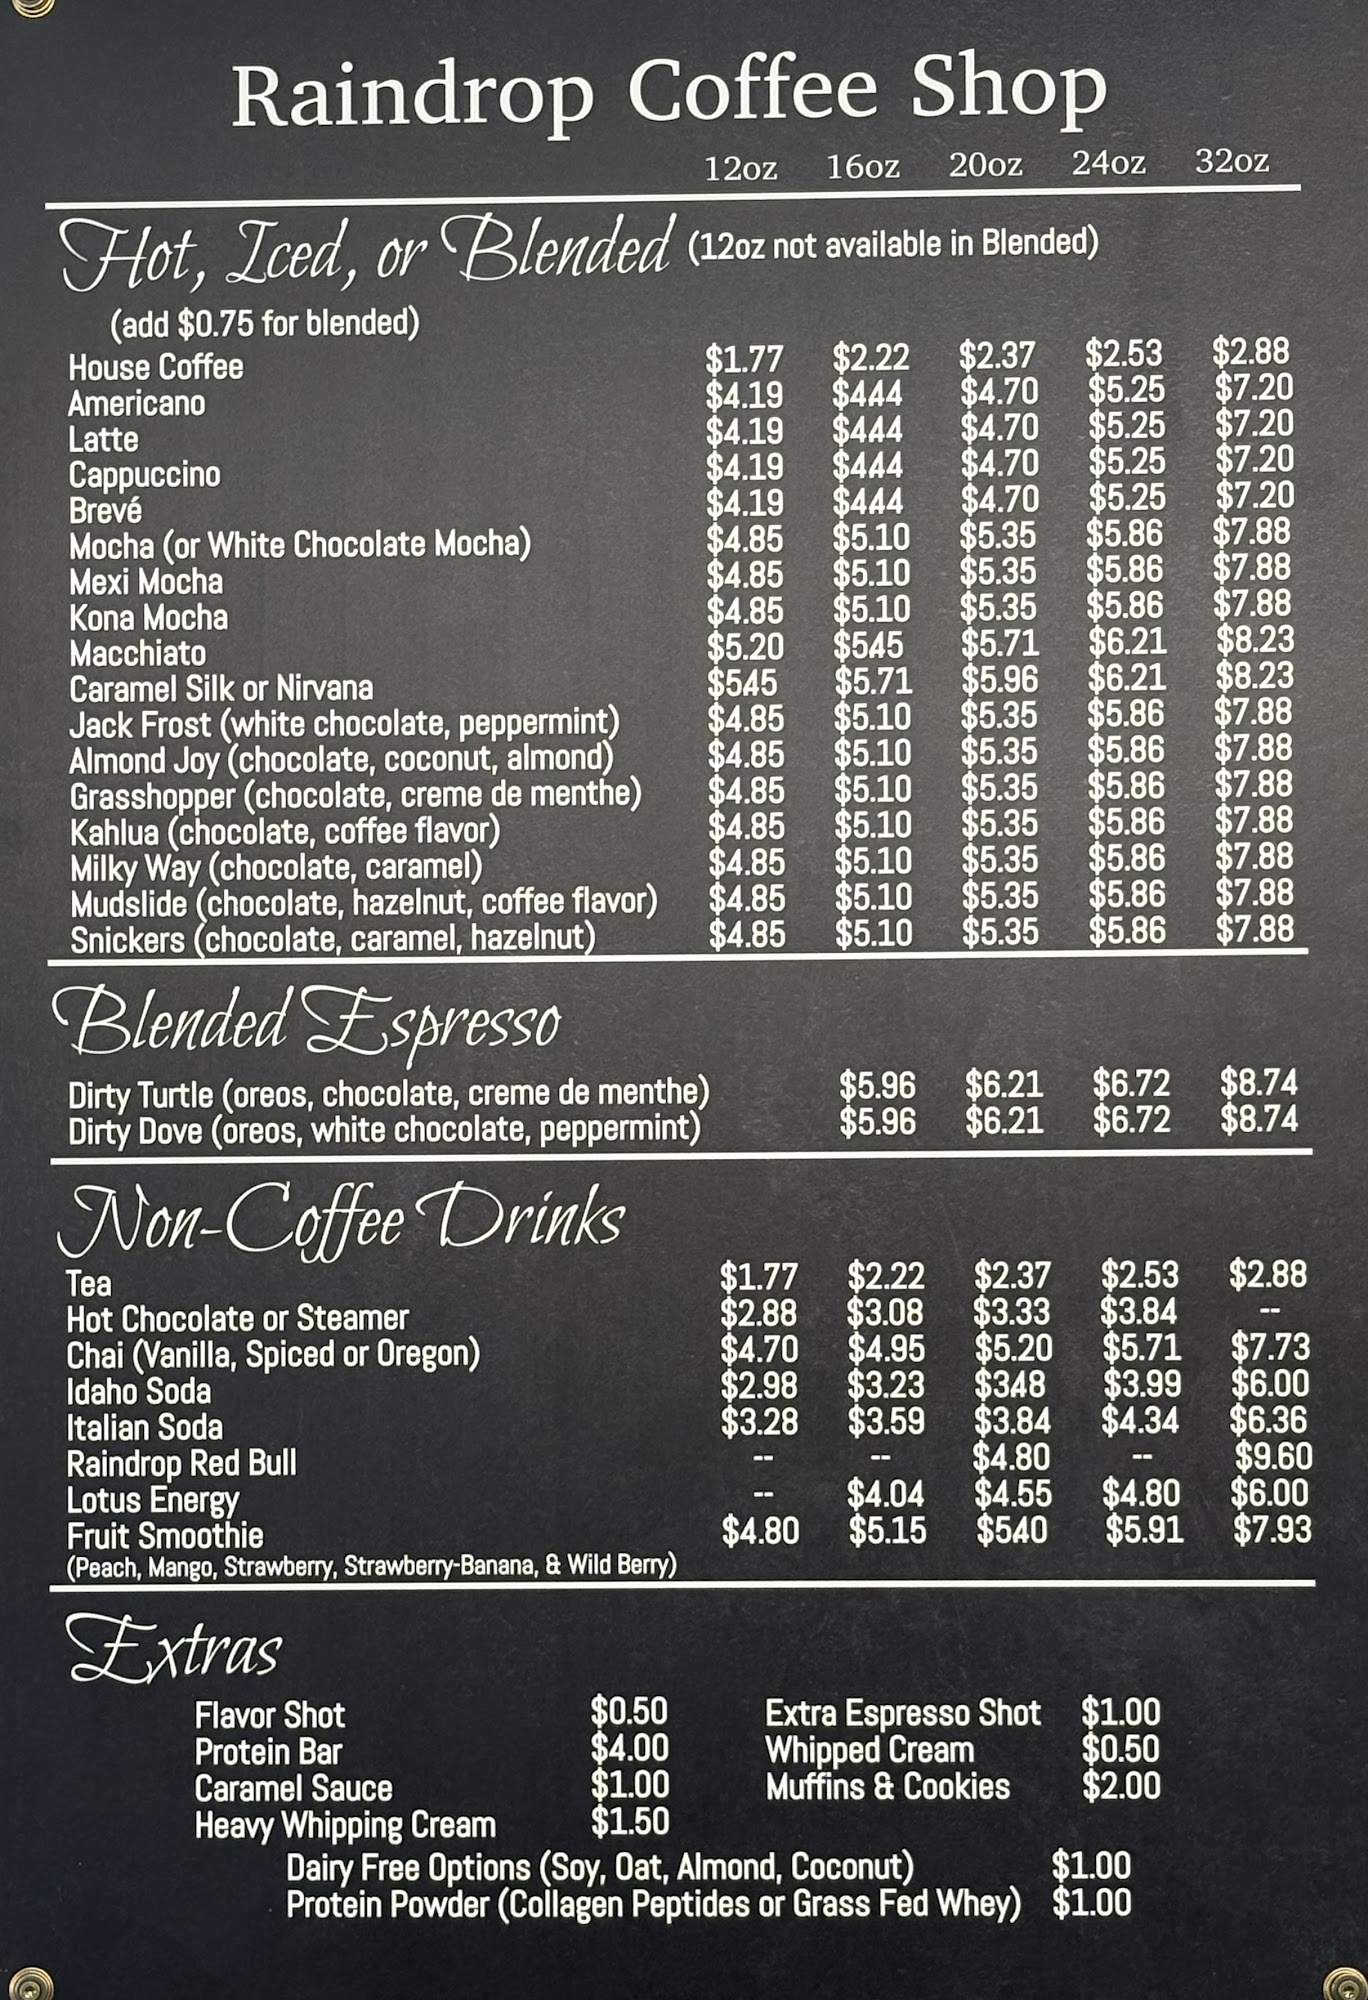 Raindrop Coffee Shop
12oz 16oz 20oz 24oz 32oz
Hot, Iced, or Blended (12oz not available in Blended)
(add $0.75 for blended)
House Coffee $1.77 $2.22 $2.37 $2.53 $2.88
Americano $4.19 $4.44 $4.70 $5.25 $7.20
Latte $4.19 $4.44 $4.70 $5.25 $7.20
Cappuccino $4.19 $4.44 $4.70 $5.25 $7.20
Brevé $4.19 $4.44 $4.70 $5.25 $7.20
Mocha (or White Chocolate Mocha) $4.85 $5.10 $5.35 $5.86 $7.88
Mexi Mocha $4.85 $5.10 $5.35 $5.86 $7.88
Kona Mocha $4.85 $5.10 $5.35 $5.86 $7.88
Macchiato $5.20 $5.45 $5.71 $6.21 $8.23
Caramel Silk or Nirvana $5.45 $5.71 $5.96 $6.21 $8.23
Jack Frost (white chocolate, peppermint) $4.85 $5.10 $5.35 $5.86 $7.88
Almond Joy (chocolate, coconut, almond) $4.85 $5.10 $5.35 $5.86 $7.88
Grasshopper (chocolate, creme de menthe) $4.85 $5.10 $5.35 $5.86 $7.88
Kahlua (chocolate, coffee flavor) $4.85 $5.10 $5.35 $5.86 $7.88
Milky Way (chocolate, caramel) $4.85 $5.10 $5.35 $5.86 $7.88
Mudslide (chocolate, hazelnut, coffee flavor) $4.85 $5.10 $5.35 $5.86 $7.88
Snickers (chocolate, caramel, hazelnut) $4.85 $5.10 $5.35 $5.86 $7.88
Blended Espresso
Dirty Turtle (oreos, chocolate, creme de menthe) $5.96 $6.21 $6.72 $8.74
Dirty Dove (oreos, white chocolate, peppermint) $5.96 $6.21 $6.72 $8.74
Non-Coffee Drinks
Tea $1.77 $2.22 $2.37 $2.53 $2.88
Hot Chocolate or Steamer $2.88 $3.08 $3.33 $3.84 --
Chai (Vanilla, Spiced or Oregon) $4.70 $4.95 $5.20 $5.71 $7.73
Idaho Soda $2.98 $3.23 $3.48 $3.99 $6.00
Italian Soda $3.28 $3.59 $3.84 $4.34 $6.36
Raindrop Red Bull -- -- $4.80 -- $9.60
Lotus Energy -- $4.04 $4.55 $4.80 $6.00
Fruit Smoothie $4.80 $5.15 $5.40 $5.91 $7.93
(Peach, Mango, Strawberry, Strawberry-Banana, & Wild Berry)
Extras
Flavor Shot $0.50 Extra Espresso Shot $1.00
Protein Bar $4.00 Whipped Cream $0.50
Caramel Sauce $1.00 Muffins & Cookies $2.00
Heavy Whipping Cream $1.50
Dairy Free Options (Soy, Oat, Almond, Coconut) $1.00
Protein Powder (Collagen Peptides or Grass Fed Whey) $1.00